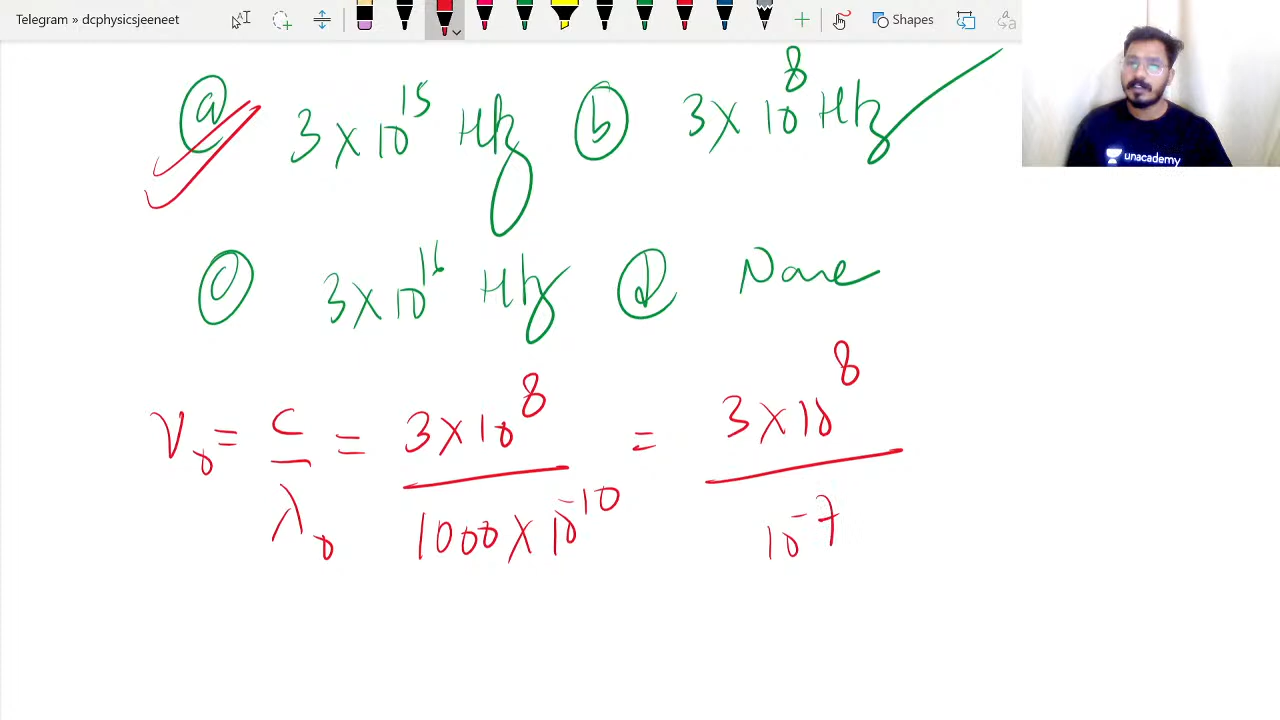 Telegram » dcphysicsjeeneet
Shapes
unacademy
(a) 3 × 10^15 Hz (b) 3 × 10^8 Hz
(c) 3 × 10^16 Hz (d) None
ν₀ = c/λ₀ = 3 × 10^8 / 1000 × 10^-10 = 3 × 10^8 / 10^-7